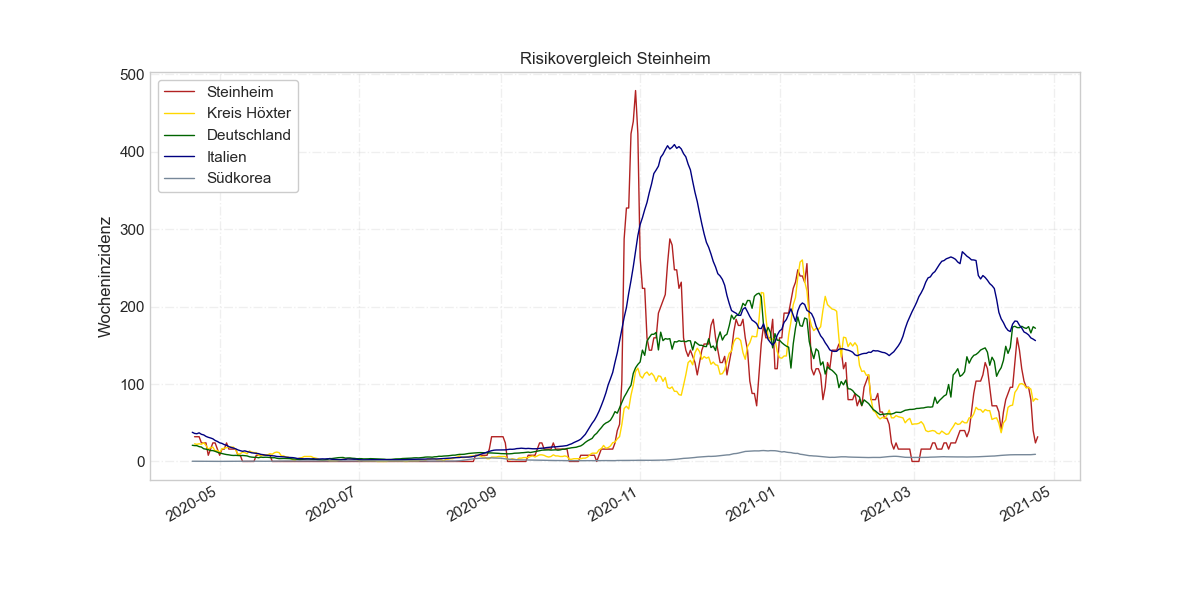 Risikovergleich Steinheim
Wocheninzidenz
500
400
300
200
100
0
Steinheim
Kreis Höxter
Deutschland
Italien
Südkorea
2020-05
2020-07
2020-09
2020-11
2021-01
2021-03
2021-05